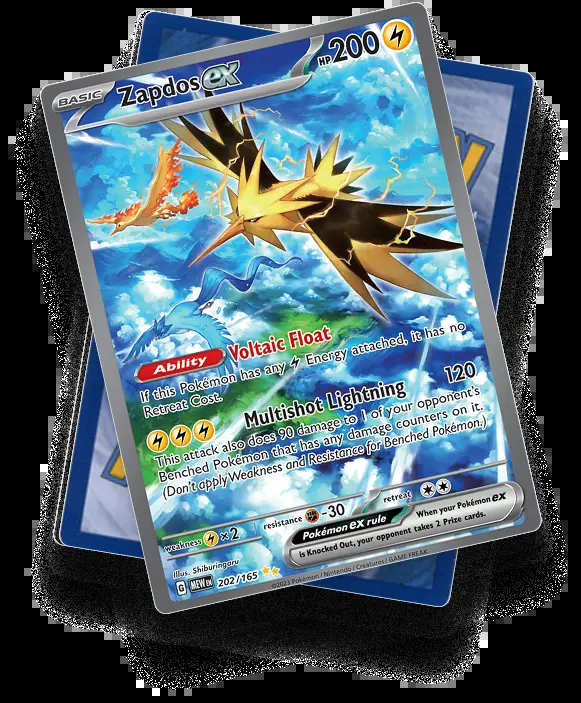 BASIC Zapdos ex HP 200
Ability Voltaic Float
If this Pokémon has any Energy attached, it has no
Retreat Cost.
Multishot Lightning 120
This attack also does 90 damage to 1 of your opponent's
Benched Pokémon that has any damage counters on it.
(Don't apply Weakness and Resistance for Benched Pokémon.)
weakness ×2 resistance -30 retreat
Pokémon ex rule When your Pokémon ex
is Knocked Out, your opponent takes 2 Prize cards.
Illus. Shiburingaru
G MEW EN 202/165
©2023 Pokémon / Nintendo / Creatures / GAME FREAK